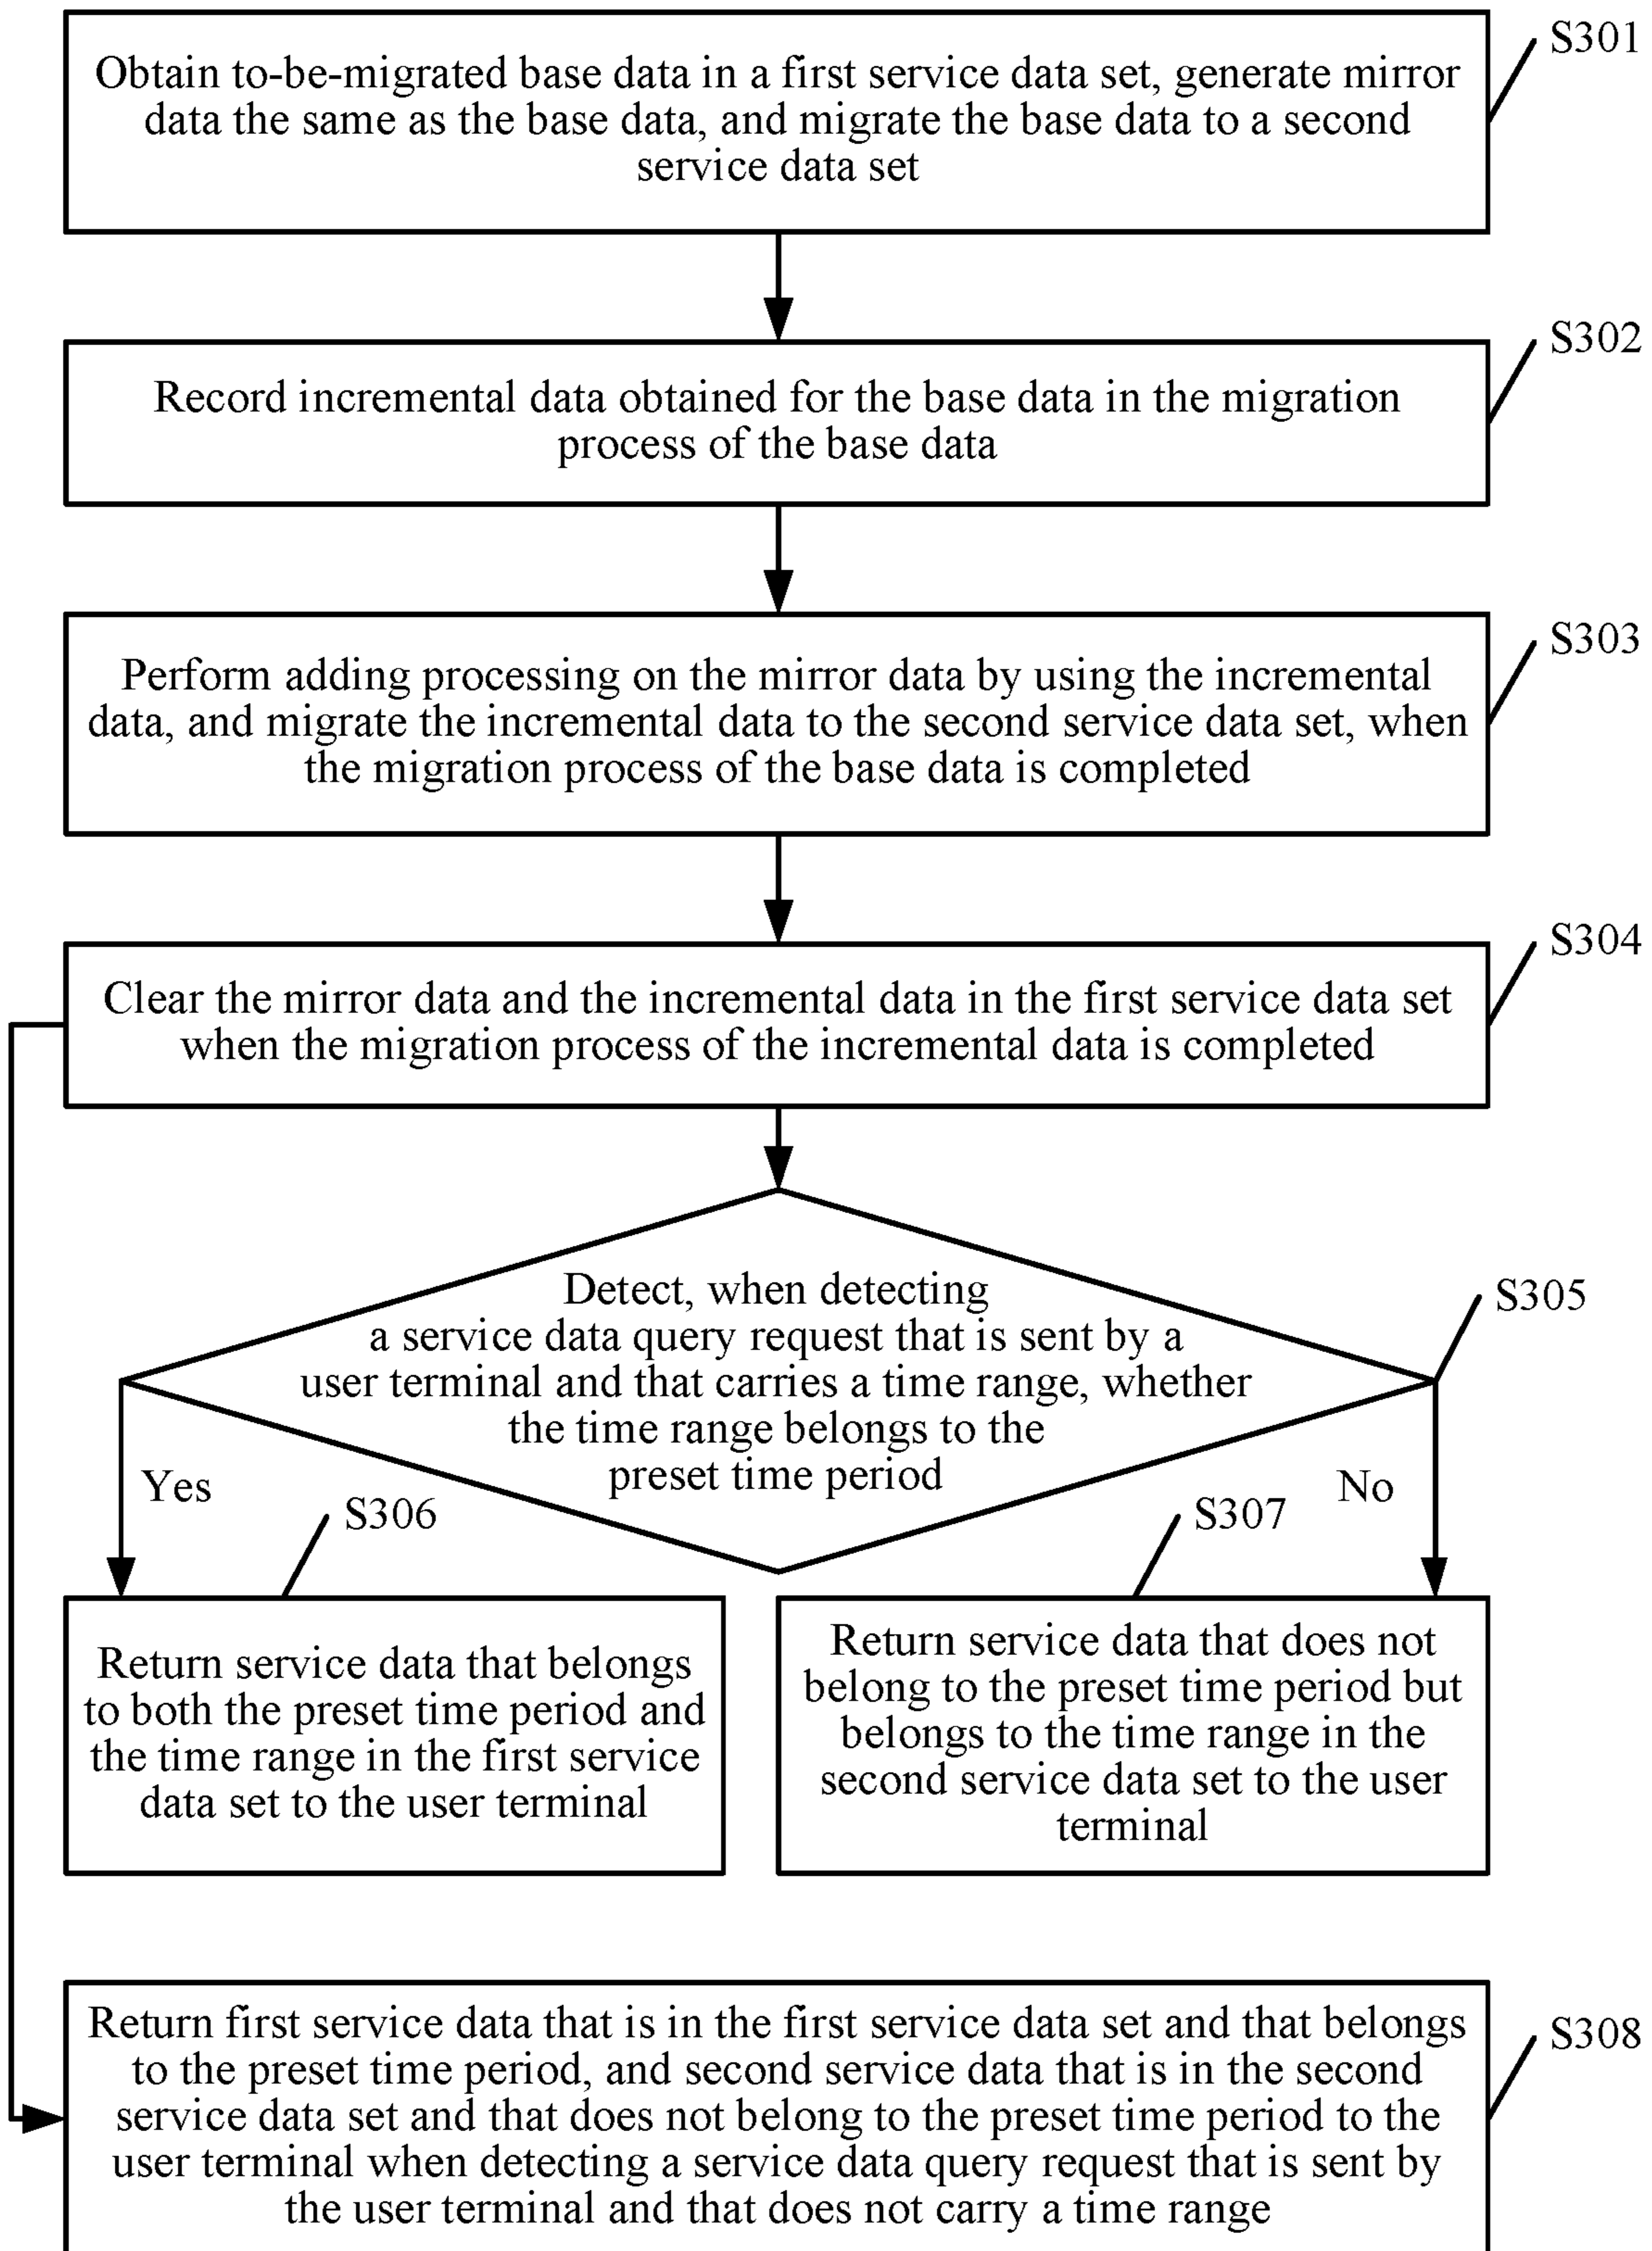 S301
Obtain to-be-migrated base data in a first service data set, generate mirror
data the same as the base data, and migrate the base data to a second
service data set
S302
Record incremental data obtained for the base data in the migration
process of the base data
S303
Perform adding processing on the mirror data by using the incremental
data, and migrate the incremental data to the second service data set, when
the migration process of the base data is completed
S304
Clear the mirror data and the incremental data in the first service data set
when the migration process of the incremental data is completed
S305
Detect, when detecting
a service data query request that is sent by a
user terminal and that carries a time range, whether
the time range belongs to the
preset time period
Yes
No
S306
S307
Return service data that belongs
to both the preset time period and
the time range in the first service
data set to the user terminal
Return service data that does not
belong to the preset time period but
belongs to the time range in the
second service data set to the user
terminal
S308
Return first service data that is in the first service data set and that belongs
to the preset time period, and second service data that is in the second
service data set and that does not belong to the preset time period to the
user terminal when detecting a service data query request that is sent by
the user terminal and that does not carry a time range